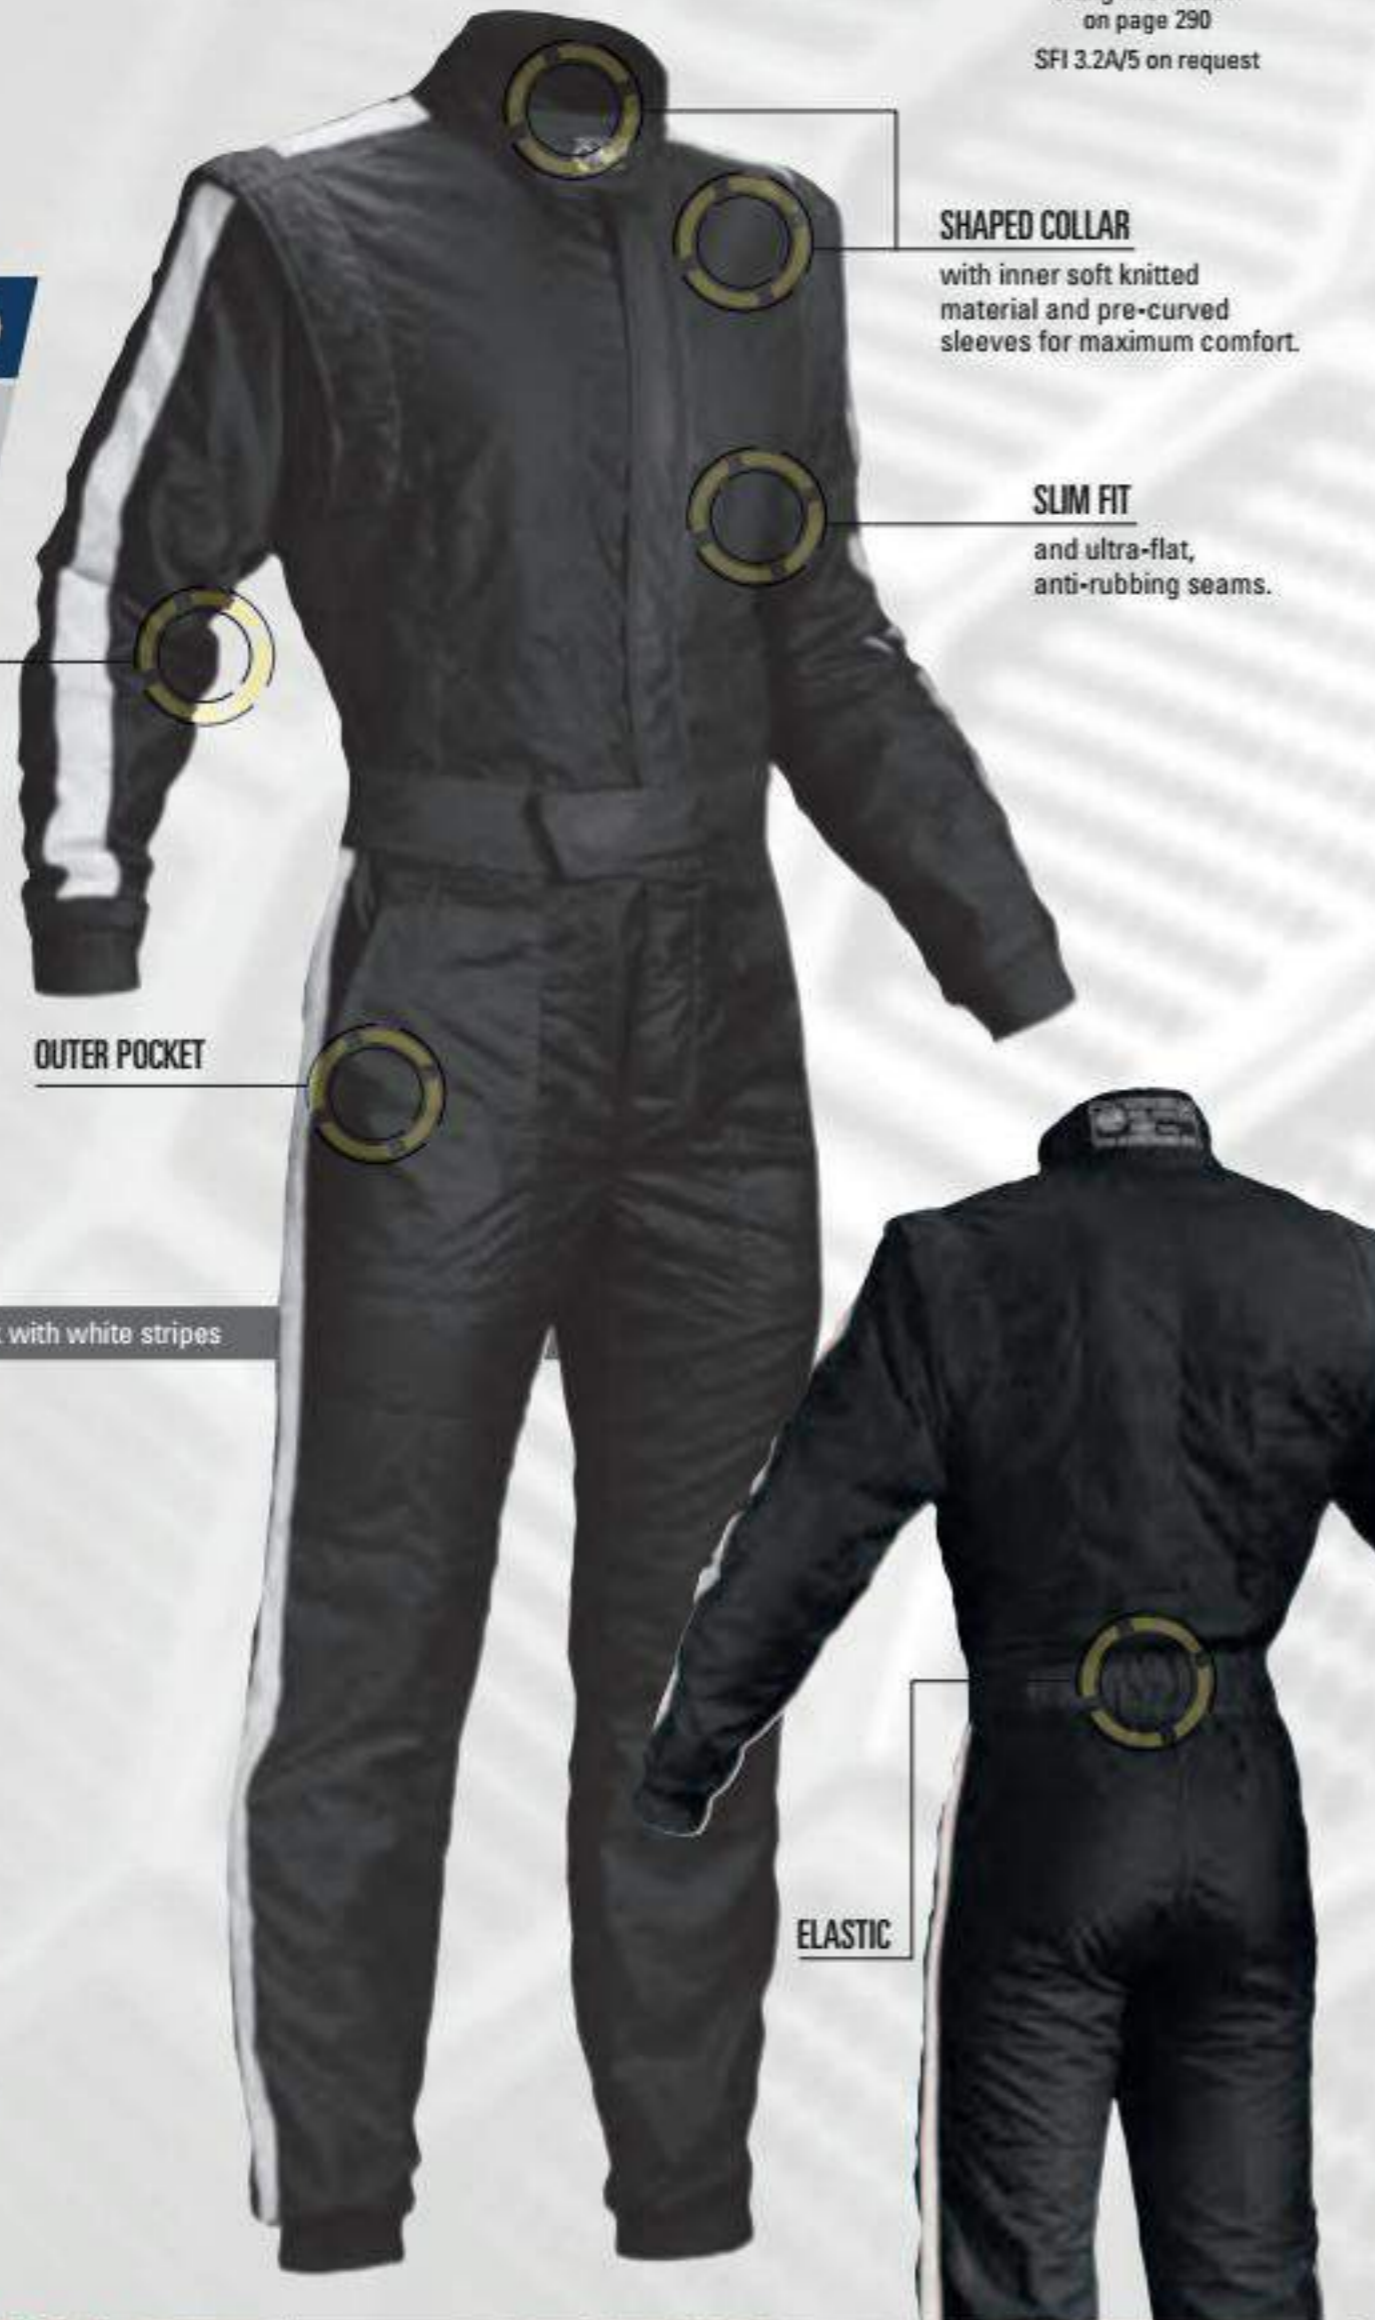 on page 290
SFI 3.2A/5 on request
SHAPED COLLAR
with inner soft knitted
material and pre-curved
sleeves for maximum comfort.
SLIM FIT
and ultra-flat,
anti-rubbing seams.
OUTER POCKET
with white stripes
ELASTIC